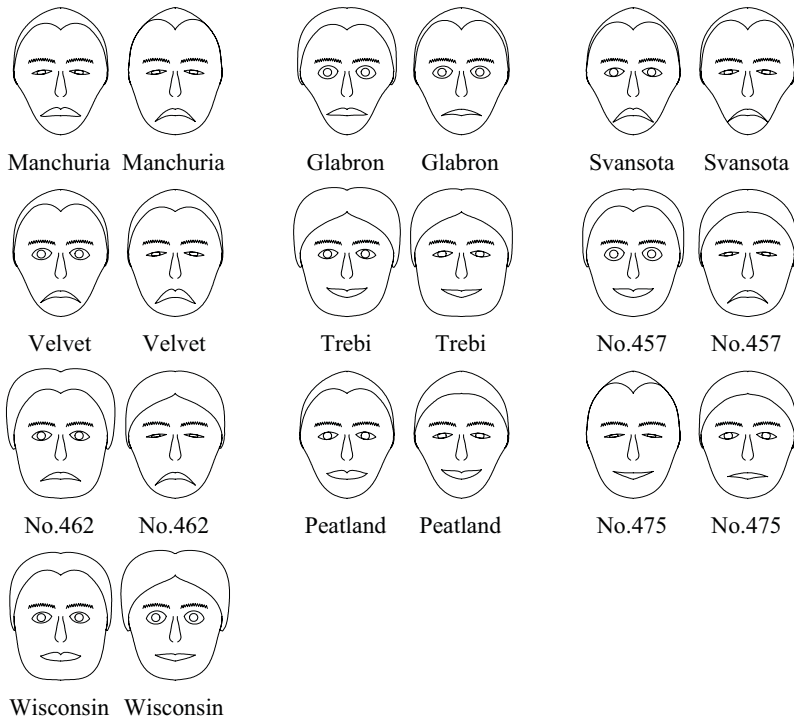 Manchuria Manchuria Glabron Glabron Svansota Svansota
Velvet Velvet Trebi Trebi No.457 No.457
No.462 No.462 Peatland Peatland No.475 No.475
Wisconsin Wisconsin